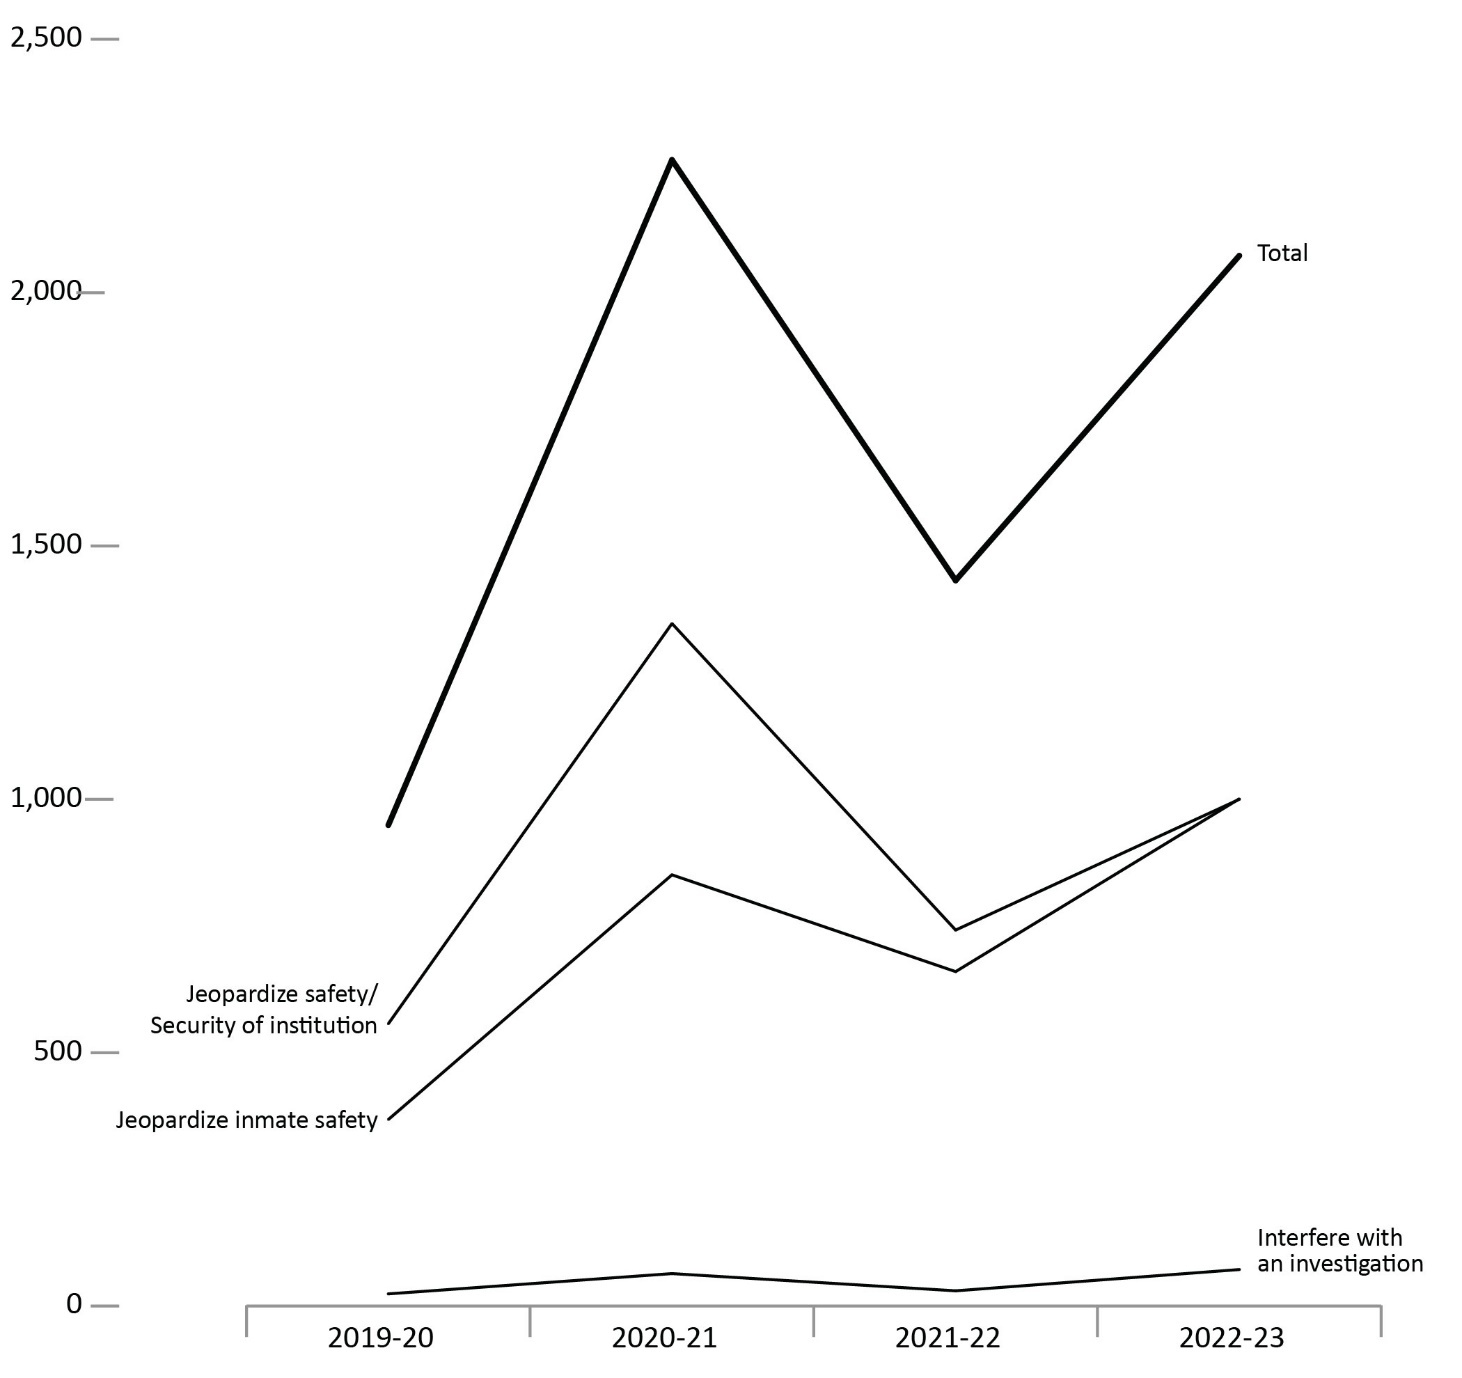 2,500
2,000
1,500
1,000
500
0
Total
Jeopardize safety/
Security of institution
Jeopardize inmate safety
Interfere with
an investigation
2019-20 2020-21 2021-22 2022-23